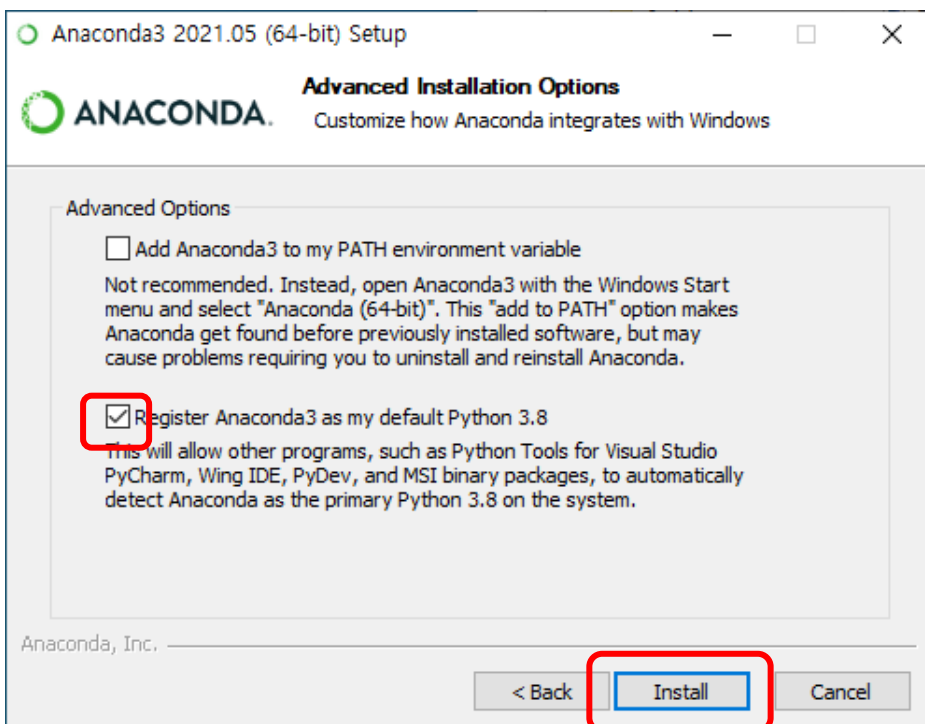 Anaconda3 2021.05 (64-bit) Setup
ANACONDA.
Advanced Installation Options
Customize how Anaconda integrates with Windows
Advanced Options
Add Anaconda3 to my PATH environment variable
Not recommended. Instead, open Anaconda3 with the Windows Start
menu and select "Anaconda (64-bit)". This "add to PATH" option makes
Anaconda get found before previously installed software, but may
cause problems requiring you to uninstall and reinstall Anaconda.
Register Anaconda3 as my default Python 3.8
This will allow other programs, such as Python Tools for Visual Studio
PyCharm, Wing IDE, PyDev, and MSI binary packages, to automatically
detect Anaconda as the primary Python 3.8 on the system.
Anaconda, Inc.
< Back
Install
Cancel